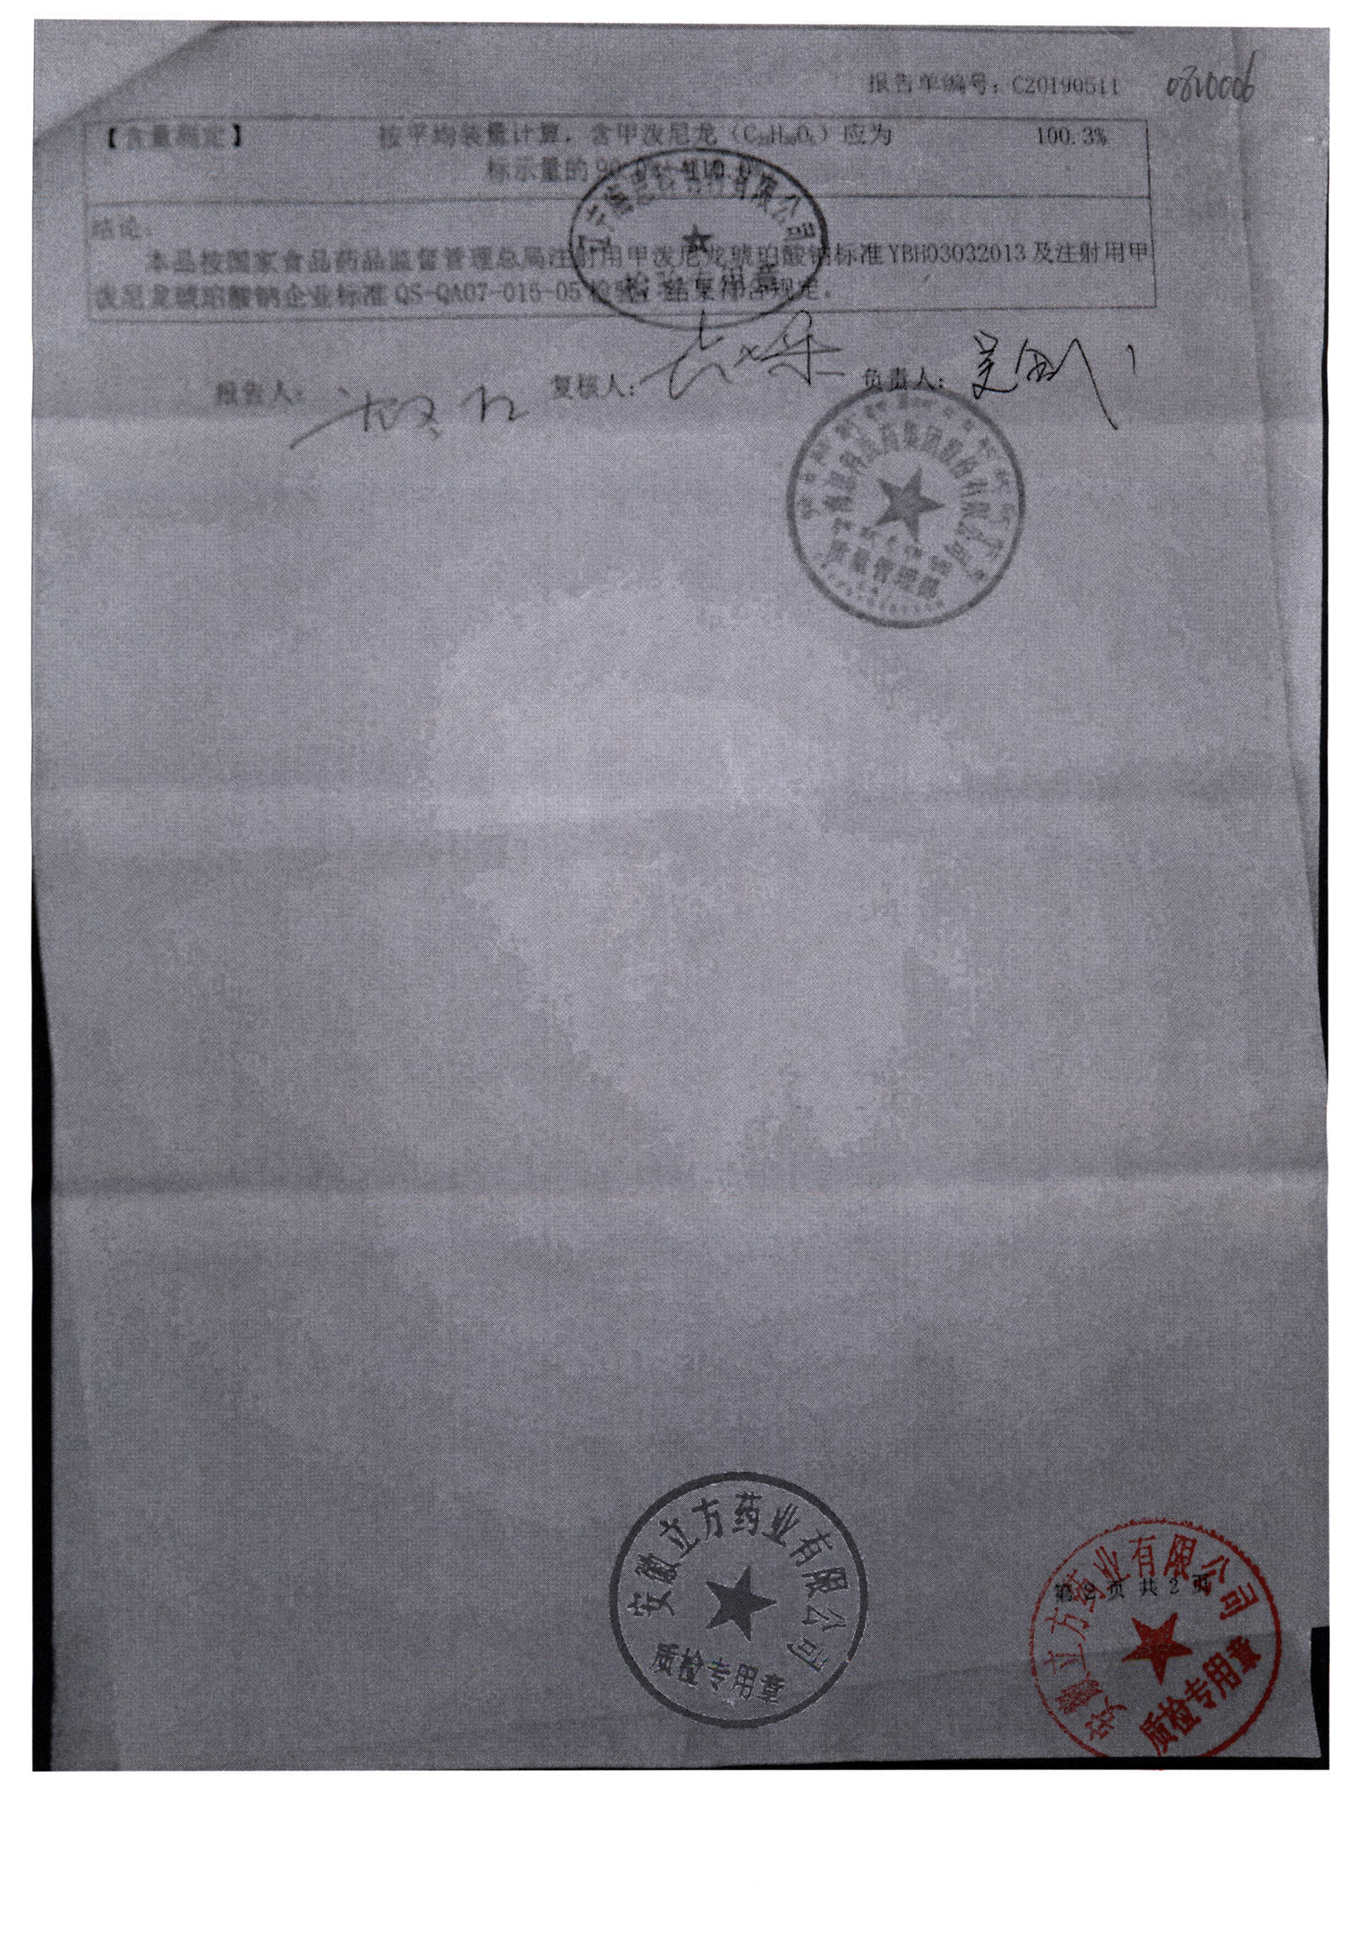 报告单编号：C20190511 0820006
【含量测定】 按平均装量计算，含甲泼尼龙（C₂₂H₃₀O₅）应为 100.3%
标示量的90.0%~110.0%
结论：
本品按国家食品药品监督管理总局注射用甲泼尼龙琥珀酸钠标准YBH03032013及注射用甲
泼尼龙琥珀酸钠企业标准QS-QA07-015-05检验，结果符合规定。
检验专用章
报告人： 复核人： 负责人：
质量管理部
安徽立方药业有限公司
质检专用章
第2页 共2页
安徽立方药业有限公司
质检专用章